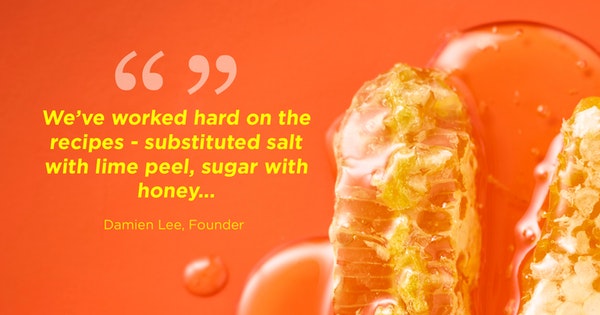 “ ”
We’ve worked hard on the
recipes - substituted salt
with lime peel, sugar with
honey...
Damien Lee, Founder